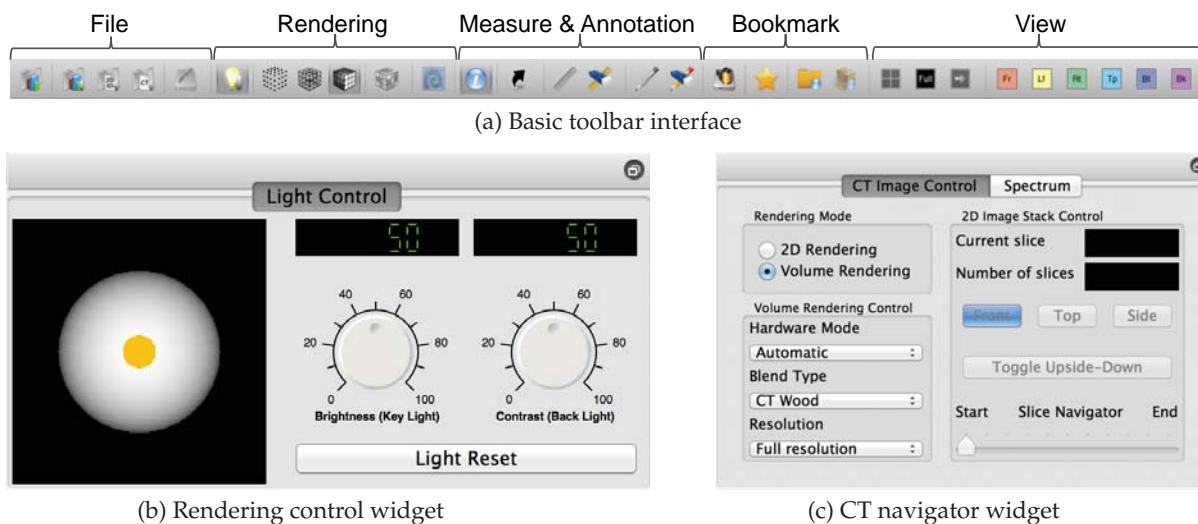 File Rendering Measure & Annotation Bookmark View
Full
Fr Lf Rt Tp Bt Bk
(a) Basic toolbar interface
Light Control
50 50
40 60 40 60
20 80 20 80
0 100 0 100
Brightness (Key Light) Contrast (Back Light)
Light Reset
(b) Rendering control widget
CT Image Control Spectrum
Rendering Mode
2D Rendering
Volume Rendering
Volume Rendering Control
Hardware Mode
Automatic
Blend Type
CT Wood
Resolution
Full resolution
2D Image Stack Control
Current slice
Number of slices
Front Top Side
Toggle Upside-Down
Start Slice Navigator End
(c) CT navigator widget